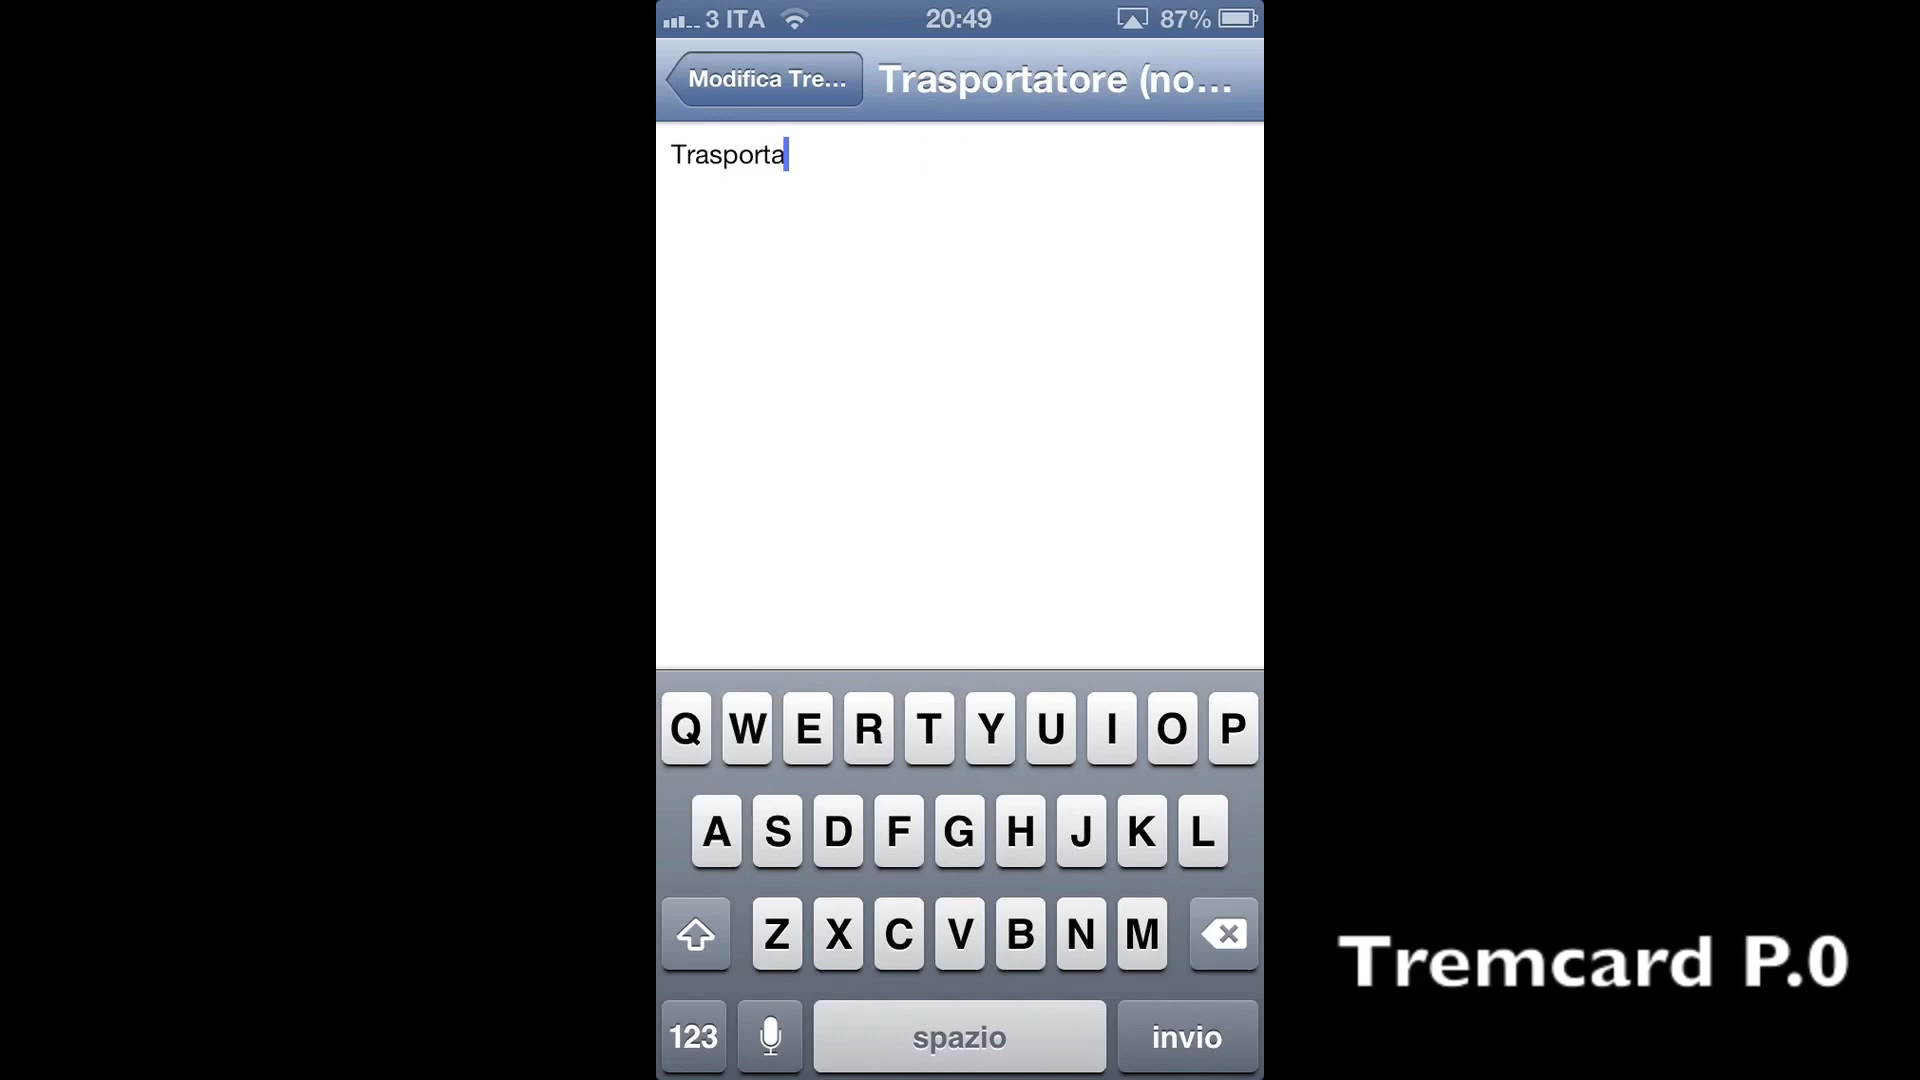 3 ITA 20:49 87%
Modifica Tre... Trasportatore (no...
Trasporta
Q W E R T Y U I O P
A S D F G H J K L
Z X C V B N M
123 spazio invio
Tremcard P.0